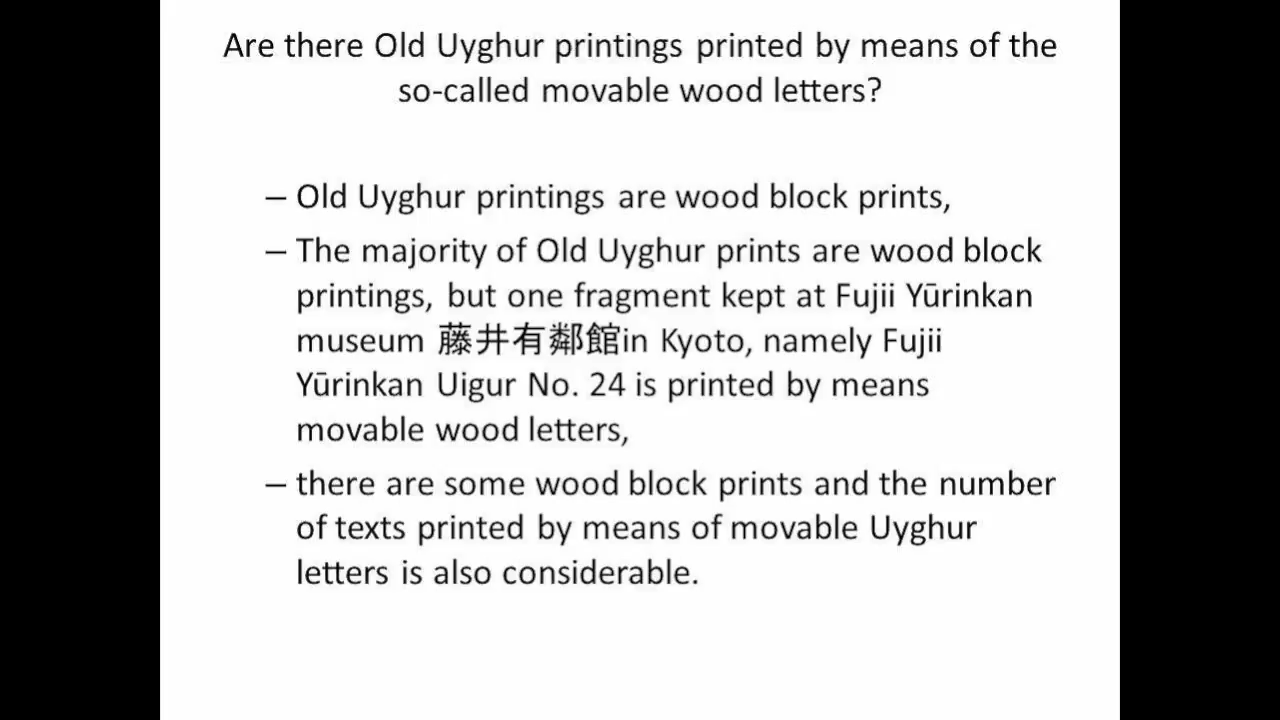 Are there Old Uyghur printings printed by means of the
so-called movable wood letters?
– Old Uyghur printings are wood block prints,
– The majority of Old Uyghur prints are wood block
printings, but one fragment kept at Fujii Yūrinkan
museum 藤井有鄰館in Kyoto, namely Fujii
Yūrinkan Uigur No. 24 is printed by means
movable wood letters,
– there are some wood block prints and the number
of texts printed by means of movable Uyghur
letters is also considerable.